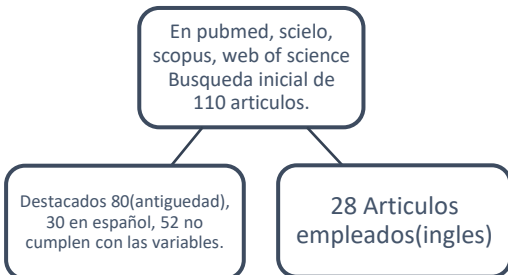 En pubmed, scielo,
scopus, web of science
Busqueda inicial de
110 articulos.
Destacados 80(antiguedad),
30 en español, 52 no
cumplen con las variables.
28 Articulos
empleados(ingles)